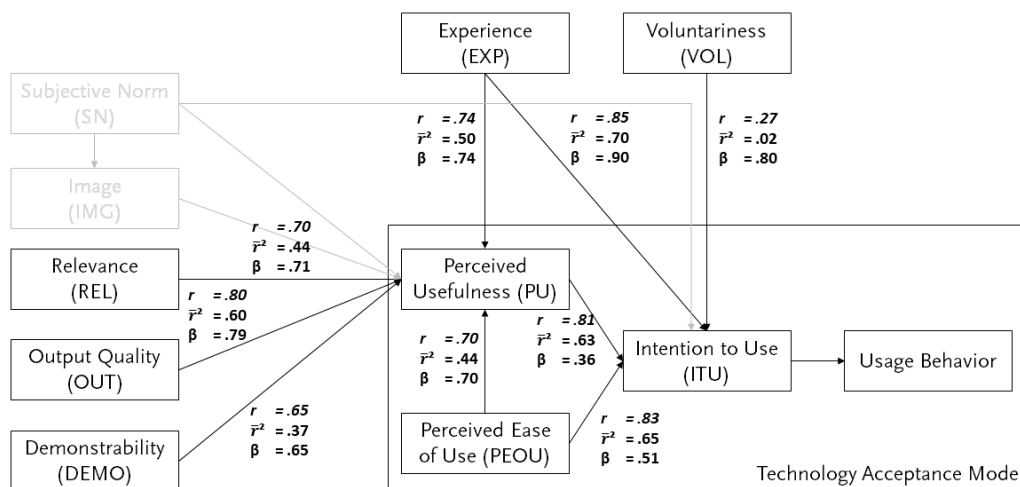 Experience
(EXP)
Voluntariness
(VOL)
Subjective Norm
(SN)
r = .74
r̅² = .50
β = .74
r = .85
r̅² = .70
β = .90
r = .27
r̅² = .02
β = .80
Image
(IMG)
r = .70
r̅² = .44
β = .71
Relevance
(REL)
Perceived
Usefulness (PU)
r = .80
r̅² = .60
β = .79
Output Quality
(OUT)
r = .81
r̅² = .63
β = .36
r = .70
r̅² = .44
β = .70
Intention to Use
(ITU)
Usage Behavior
r = .65
r̅² = .37
β = .65
Demonstrability
(DEMO)
Perceived Ease
of Use (PEOU)
r = .83
r̅² = .65
β = .51
Technology Acceptance Mode